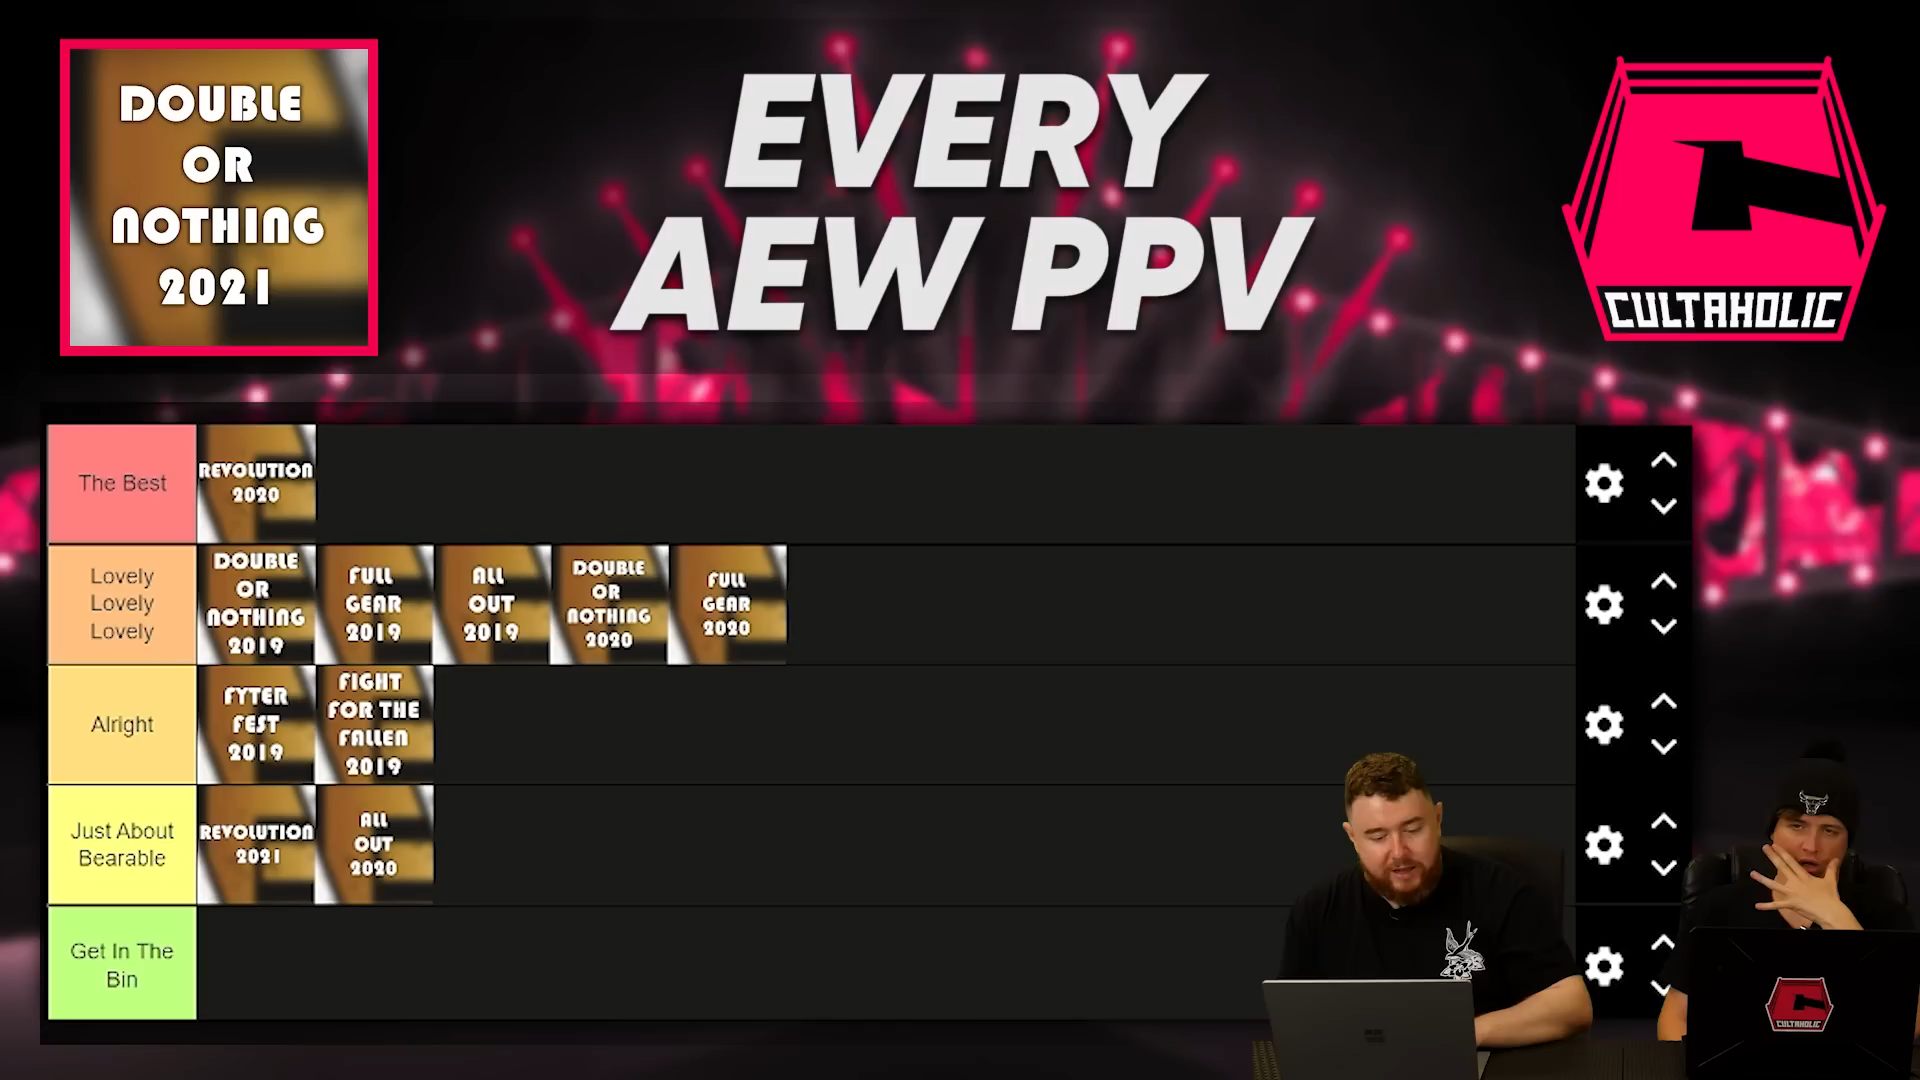 DOUBLE
OR
NOTHING
2021
EVERY
AEW PPV
CULTAHOLIC
The Best
REVOLUTION
2020
Lovely
Lovely
Lovely
DOUBLE
OR
NOTHING
2019
FULL
GEAR
2019
ALL
OUT
2019
DOUBLE
OR
NOTHING
2020
FULL
GEAR
2020
Alright
FYTER
FEST
2019
FIGHT
FOR THE
FALLEN
2019
Just About
Bearable
REVOLUTION
2021
ALL
OUT
2020
Get In The
Bin
CULTAHOLIC